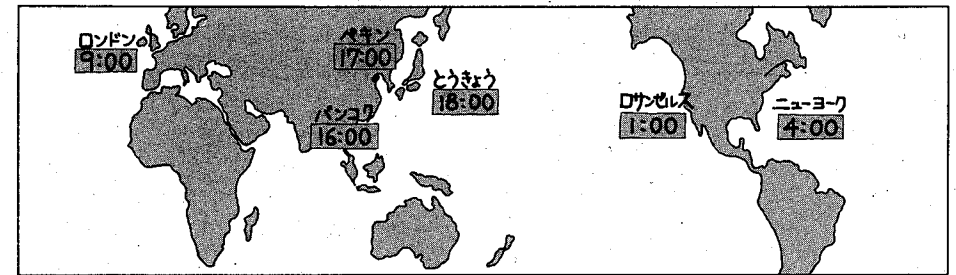 ロンドン
9:00
ペキン
17:00
とうきょう
18:00
バンコク
16:00
ロサンゼルス
1:00
ニューヨーク
4:00